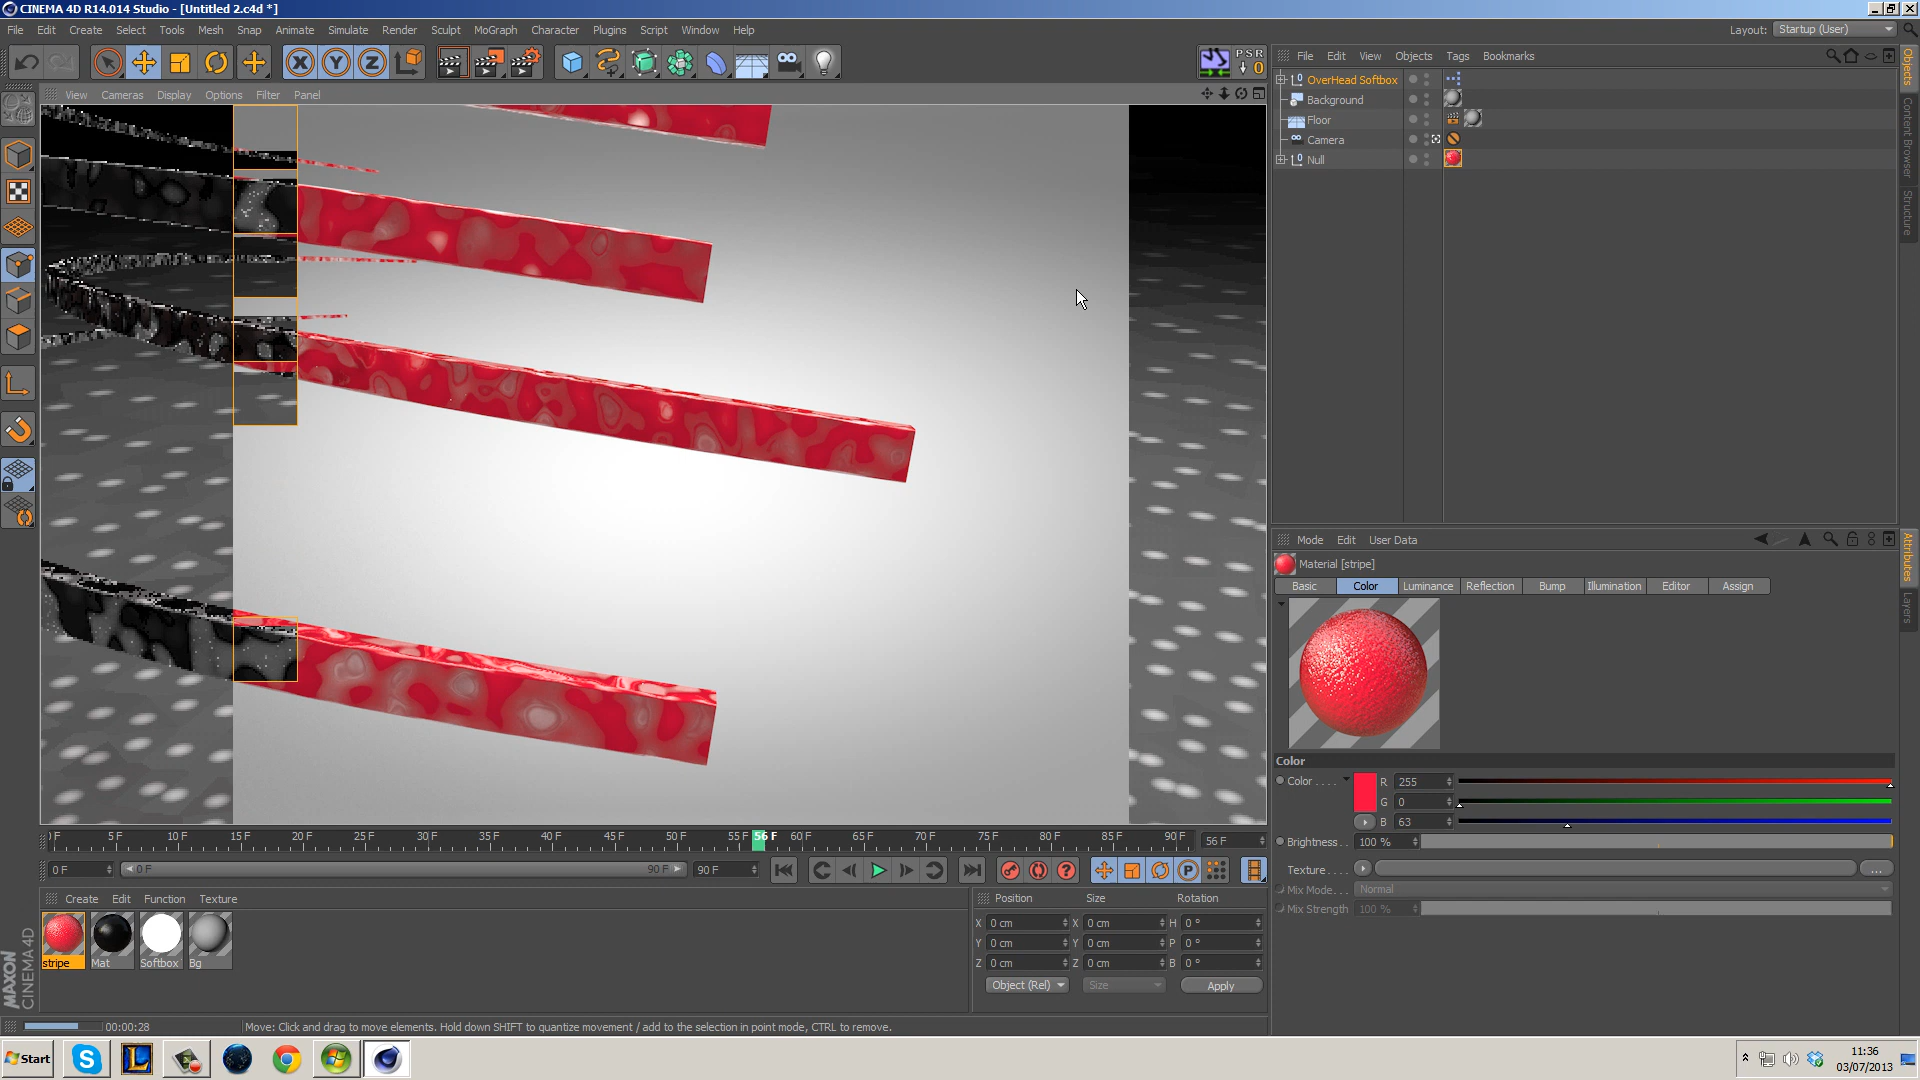 CINEMA 4D R14.014 Studio - [Untitled 2.c4d *]
File Edit Create Select Tools Mesh Snap Animate Simulate Render Sculpt MoGraph Character Plugins Script Window Help
Layout: Startup (User)
X Y Z
PSR
0
File Edit View Objects Tags Bookmarks
View Cameras Display Options Filter Panel
OverHead Softbox
Background
Floor
Camera
Null
Objects
Content Browser
Structure
Mode Edit User Data
Material [stripe]
Basic Color Luminance Reflection Bump Illumination Editor Assign
Attributes
Layers
Color
Color . . . . R 255
G 0
B 63
Brightness . . 100 %
Texture . . . . ...
Mix Mode. . . Normal
Mix Strength 100 %
F 5 F 10 F 15 F 20 F 25 F 30 F 35 F 40 F 45 F 50 F 55 F 56 F 60 F 65 F 70 F 75 F 80 F 85 F 90 F 56 F
0 F 0 F 90 F 90 F
Create Edit Function Texture
stripe Mat Softbox Bg
Position Size Rotation
X 0 cm X 0 cm H 0 °
Y 0 cm Y 0 cm P 0 °
Z 0 cm Z 0 cm B 0 °
Object (Rel) Size Apply
MAXON
CINEMA 4D
00:00:28 Move: Click and drag to move elements. Hold down SHIFT to quantize movement / add to the selection in point mode, CTRL to remove.
Start
11:36
03/07/2013